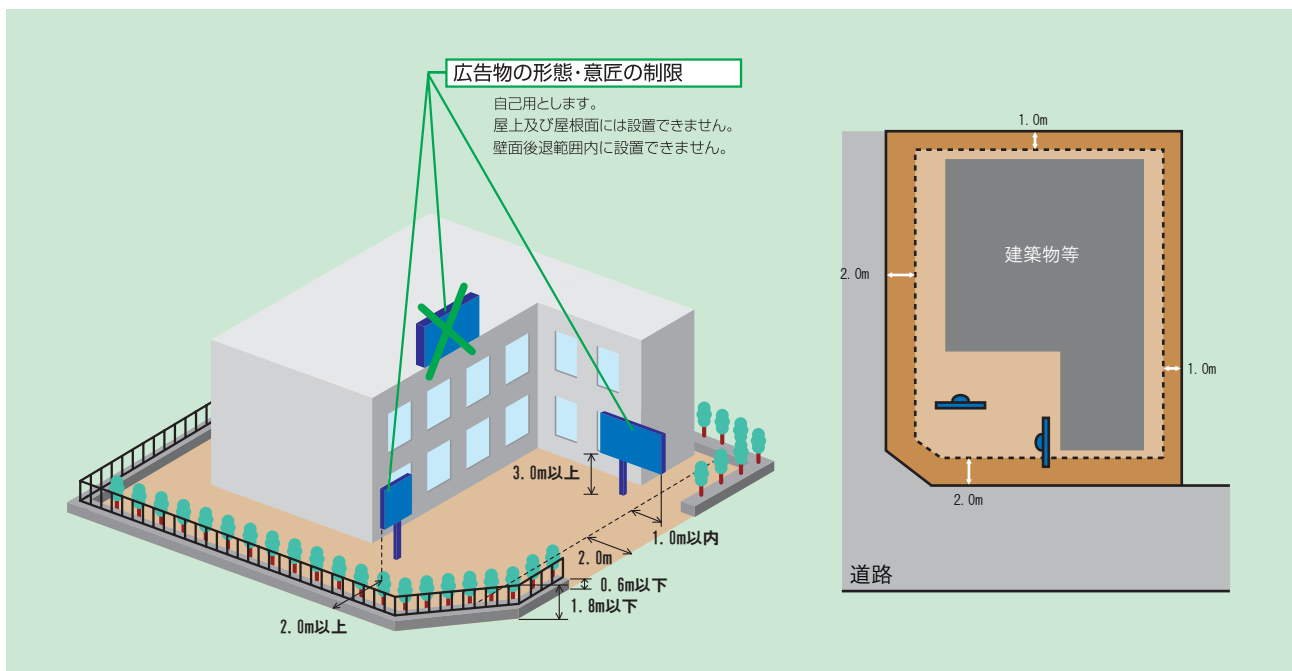 広告物の形態・意匠の制限
自己用とします。
屋上及び屋根面には設置できません。
壁面後退範囲内に設置できません。
3.0m以上
1.0m以内
2.0m
0.6m以下
1.8m以下
2.0m以上
1.0m
建築物等
2.0m
1.0m
2.0m
道路